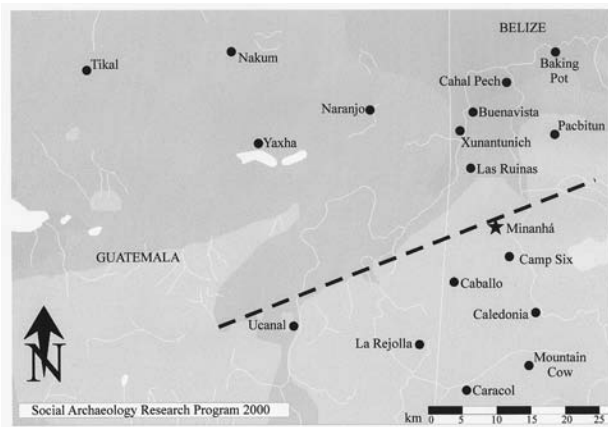 BELIZE
Tikal
Nakum
Baking
Pot
Cahal Pech
Naranjo
Buenavista
Pacbitun
Xunantunich
Yaxha
Las Ruinas
Minanhá
GUATEMALA
Camp Six
Caballo
Caledonia
Ucanal
La Rejolla
Mountain
Cow
Caracol
N
Social Archaeology Research Program 2000
km 0 5 10 15 20 25